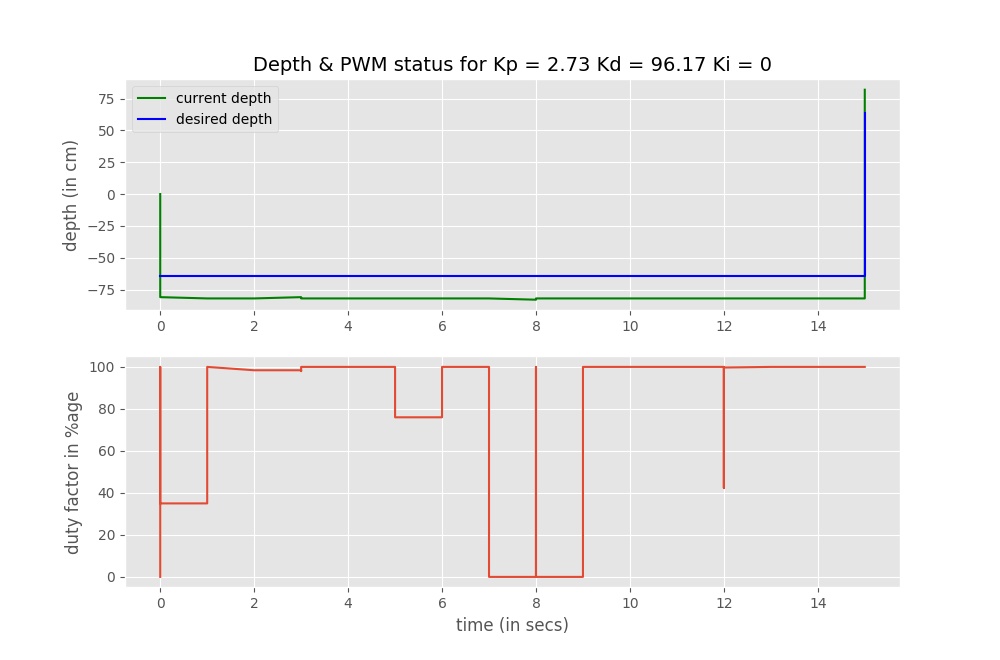 Depth & PWM status for Kp = 2.73 Kd = 96.17 Ki = 0
current depth
desired depth
depth (in cm)
75
50
25
0
−25
−50
−75
0 2 4 6 8 10 12 14
duty factor in %age
100
80
60
40
20
0
0 2 4 6 8 10 12 14
time (in secs)